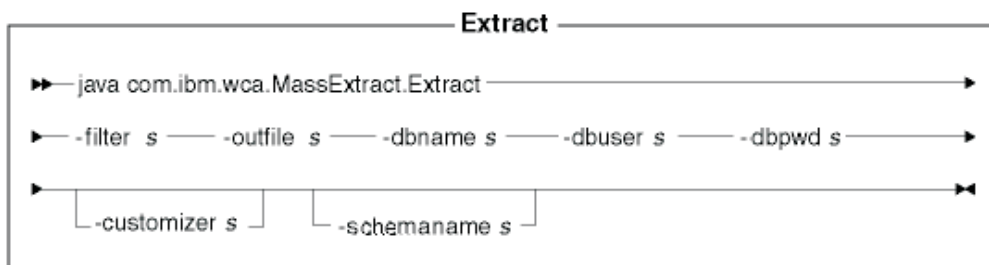 Extract
java com.ibm.wca.MassExtract.Extract
-filter s -outfile s -dbname s -dbuser s -dbpwd s
-customizer s -schemaname s